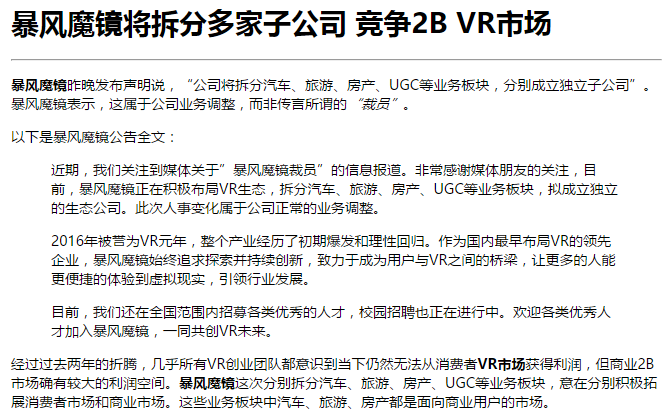 暴风魔镜将拆分多家子公司 竞争2B VR市场
暴风魔镜昨晚发布声明说，“公司将拆分汽车、旅游、房产、UGC等业务板块，分别成立独立子公司”。
暴风魔镜表示，这属于公司业务调整，而非传言所谓的“裁员”。
以下是暴风魔镜公告全文：
近期，我们关注到媒体关于”暴风魔镜裁员”的信息报道。非常感谢媒体朋友的关注，目
前，暴风魔镜正在积极布局VR生态，拆分汽车、旅游、房产、UGC等业务板块，拟成立独立
的生态公司。此次人事变化属于公司正常的业务调整。
2016年被誉为VR元年，整个产业经历了初期爆发和理性回归。作为国内最早布局VR的领先
企业，暴风魔镜始终追求探索并持续创新，致力于成为用户与VR之间的桥梁，让更多的人能
更便捷的体验到虚拟现实，引领行业发展。
目前，我们还在全国范围内招募各类优秀的人才，校园招聘也正在进行中。欢迎各类优秀人
才加入暴风魔镜，一同共创VR未来。
经过过去两年的折腾，几乎所有VR创业团队都意识到当下仍然无法从消费者VR市场获得利润，但商业2B
市场确有较大的利润空间。暴风魔镜这次分别拆分汽车、旅游、房产、UGC等业务板块，意在分别积极拓
展消费者市场和商业市场。这些业务板块中汽车、旅游、房产都是面向商业用户的市场。